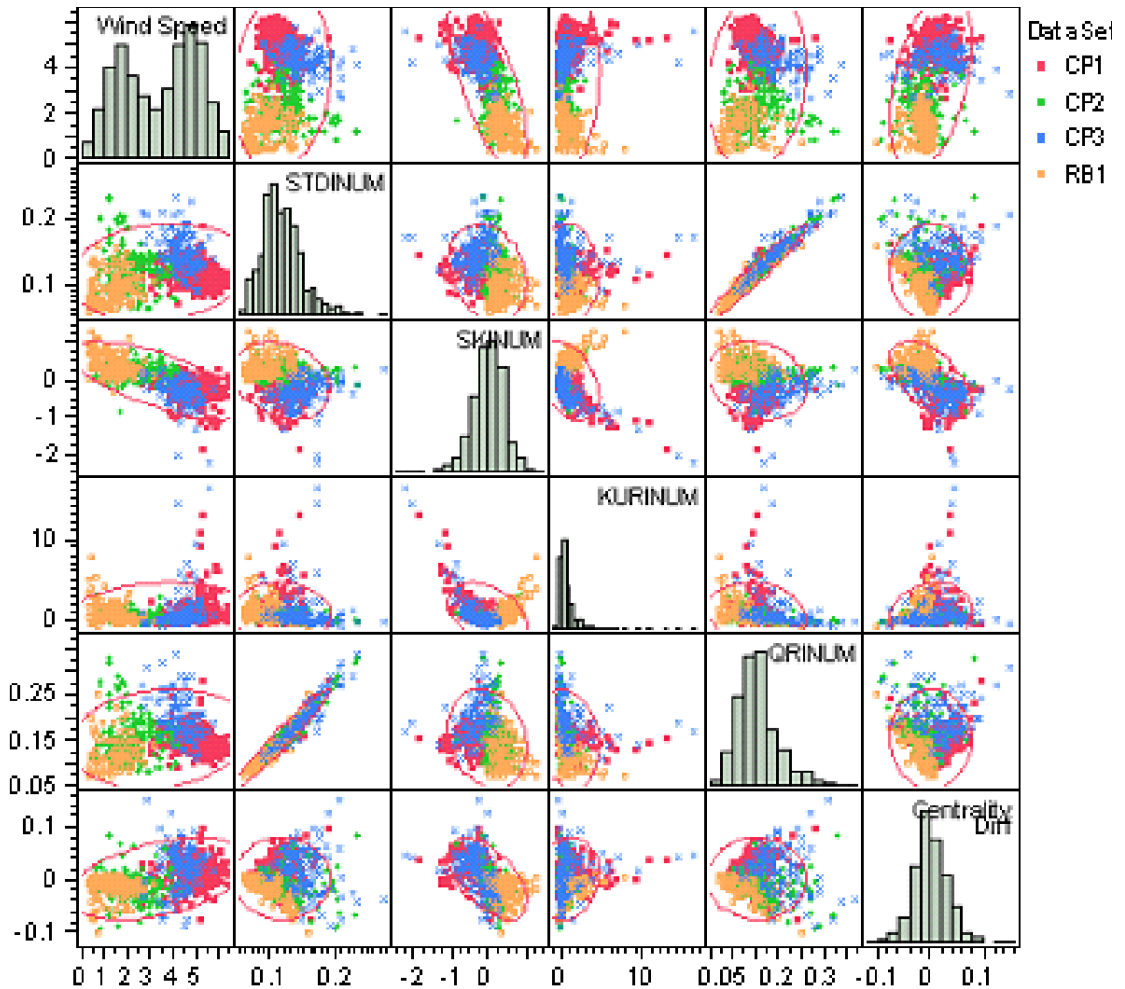 Wind Speed
Data Set
CP1
CP2
CP3
RB1
4
2
0
STDINUM
0.2
0.1
SKINUM
0
-1
-2
KURINUM
10
0
QRINUM
0.25
0.15
0.05
Centrality
Diff
0.1
0
-0.1
0 1 2 3 4 5
0.1 0.2
-2 -1 0
0 10
0.05 0.2 0.3
-0.1 0 0.1